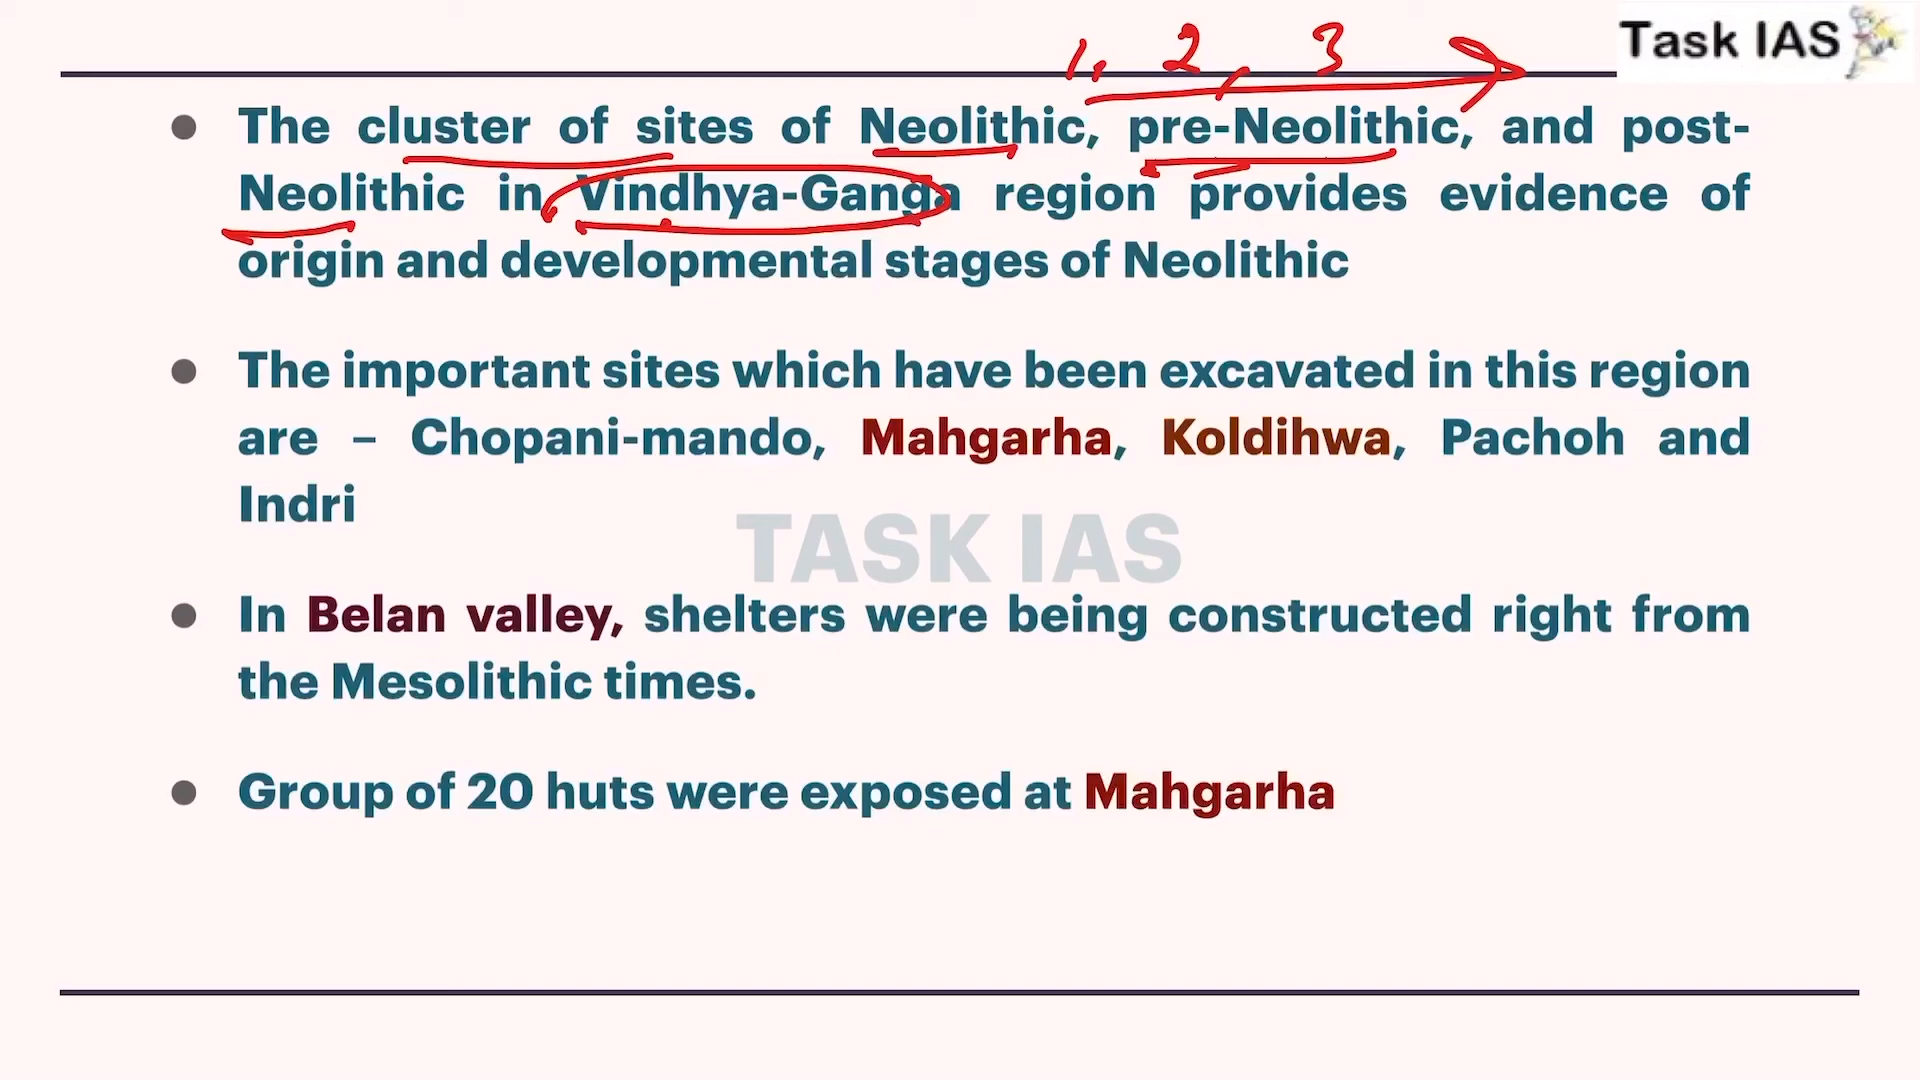 1, 2, 3
Task IAS
The cluster of sites of Neolithic, pre-Neolithic, and post-
Neolithic in Vindhya-Ganga region provides evidence of
origin and developmental stages of Neolithic
The important sites which have been excavated in this region
are – Chopani-mando, Mahgarha, Koldihwa, Pachoh and
Indri
TASK IAS
In Belan valley, shelters were being constructed right from
the Mesolithic times.
Group of 20 huts were exposed at Mahgarha